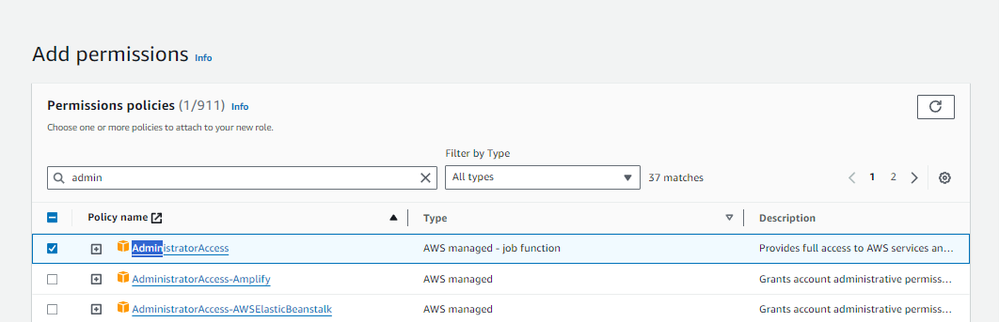 Add permissions Info
Permissions policies (1/911) Info
Choose one or more policies to attach to your new role.
Filter by Type
admin All types 37 matches 1 2
Policy name Type Description
AdministratorAccess AWS managed - job function Provides full access to AWS services an...
AdministratorAccess-Amplify AWS managed Grants account administrative permiss...
AdministratorAccess-AWSElasticBeanstalk AWS managed Grants account administrative permiss...